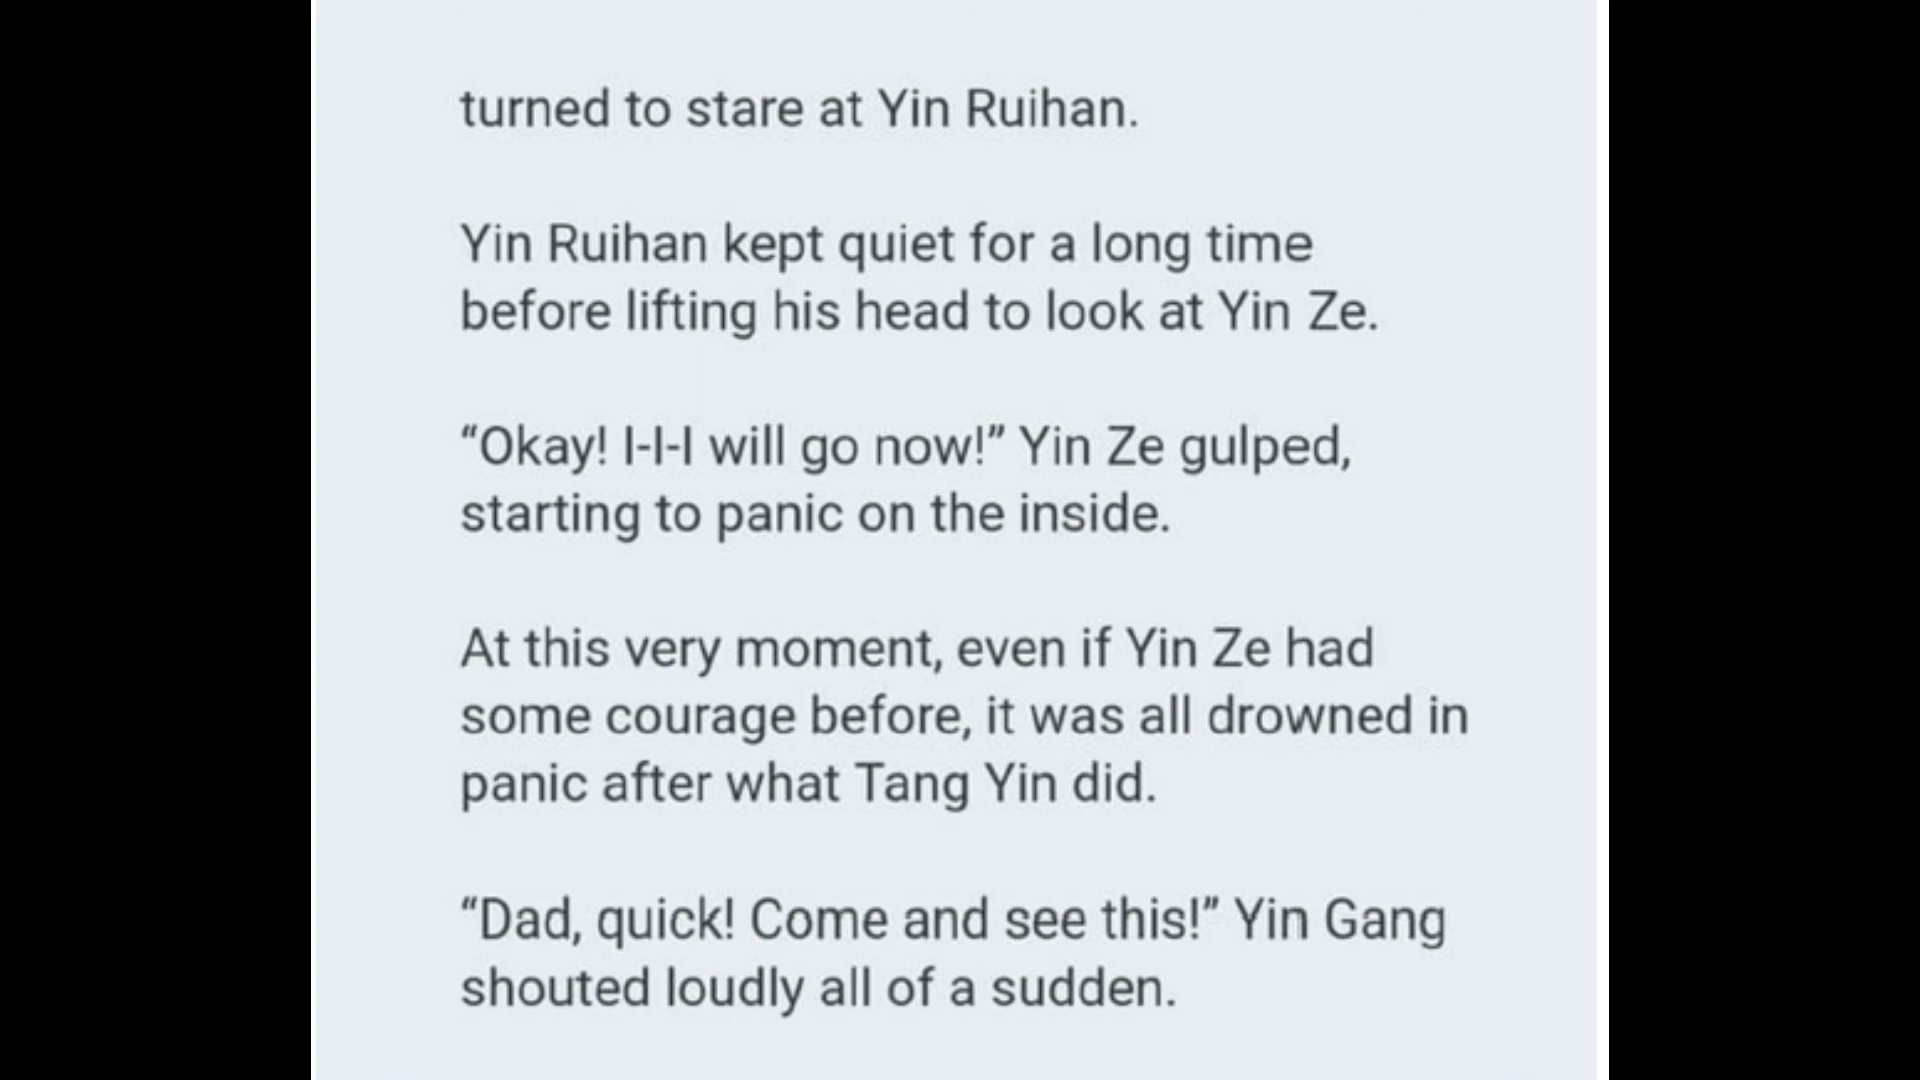 turned to stare at Yin Ruihan.
Yin Ruihan kept quiet for a long time
before lifting his head to look at Yin Ze.
“Okay! I-I-I will go now!” Yin Ze gulped,
starting to panic on the inside.
At this very moment, even if Yin Ze had
some courage before, it was all drowned in
panic after what Tang Yin did.
“Dad, quick! Come and see this!” Yin Gang
shouted loudly all of a sudden.